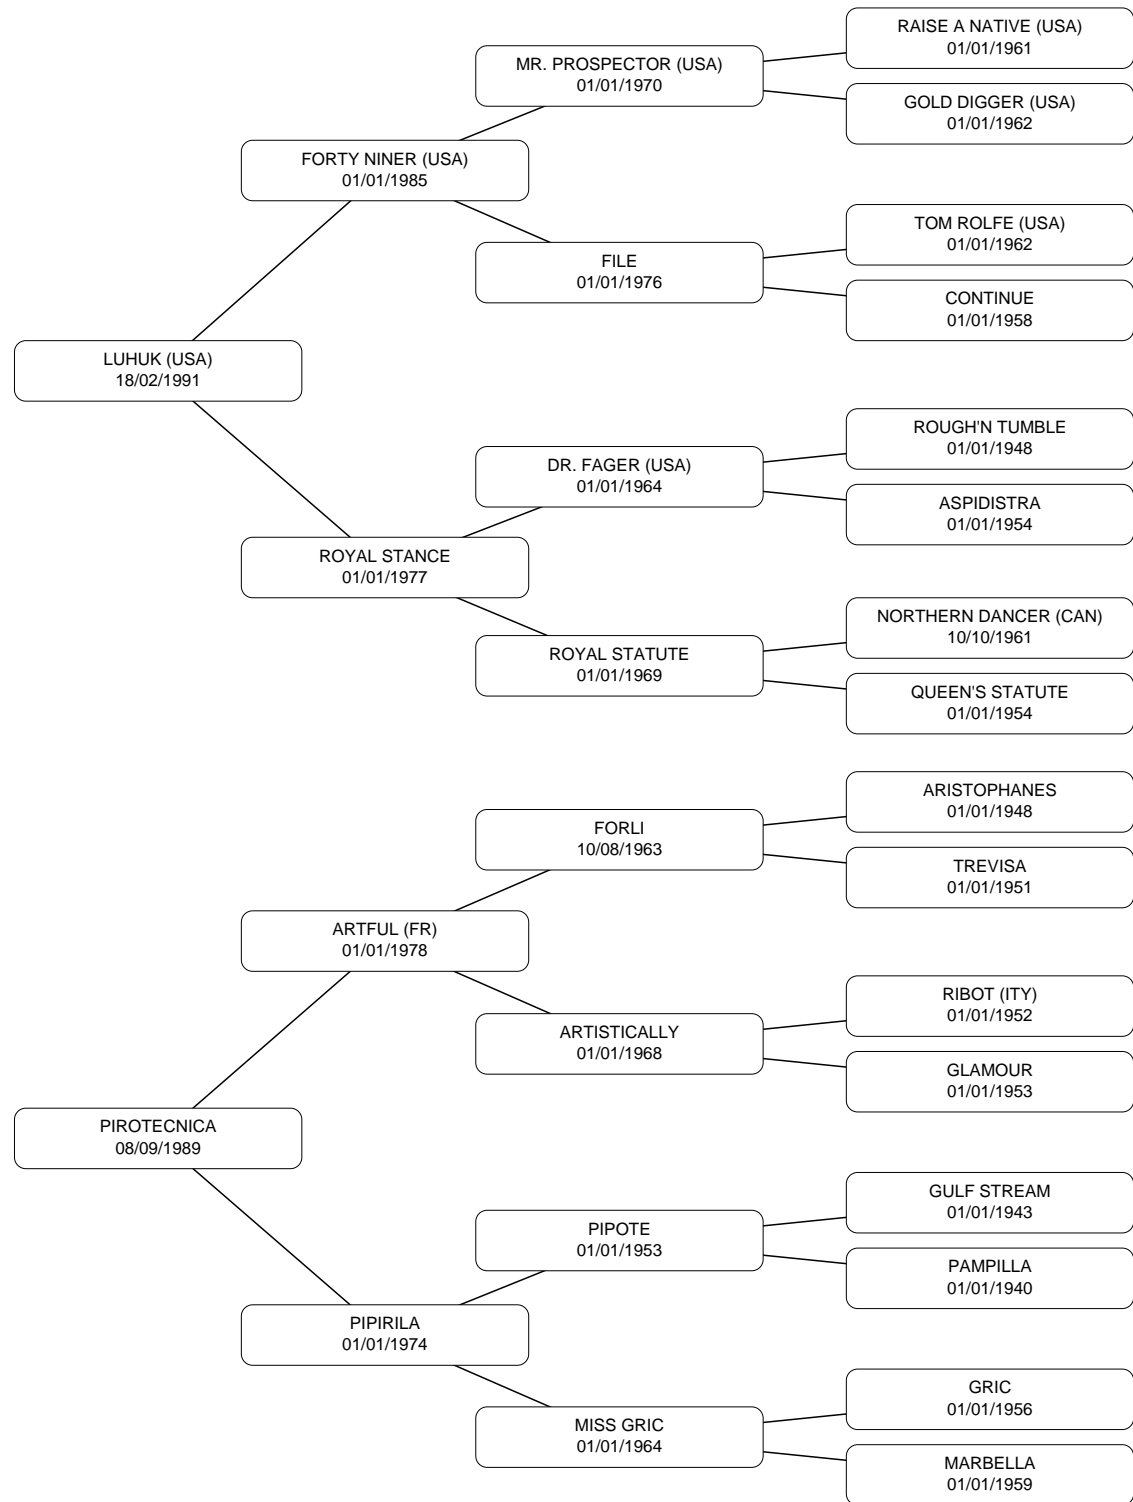 RAISE A NATIVE (USA)
01/01/1961
MR. PROSPECTOR (USA)
01/01/1970
GOLD DIGGER (USA)
01/01/1962
FORTY NINER (USA)
01/01/1985
TOM ROLFE (USA)
01/01/1962
FILE
01/01/1976
CONTINUE
01/01/1958
LUHUK (USA)
18/02/1991
ROUGH'N TUMBLE
01/01/1948
DR. FAGER (USA)
01/01/1964
ASPIDISTRA
01/01/1954
ROYAL STANCE
01/01/1977
NORTHERN DANCER (CAN)
10/10/1961
ROYAL STATUTE
01/01/1969
QUEEN'S STATUTE
01/01/1954
ARISTOPHANES
01/01/1948
FORLI
10/08/1963
TREVISA
01/01/1951
ARTFUL (FR)
01/01/1978
RIBOT (ITY)
01/01/1952
ARTISTICALLY
01/01/1968
GLAMOUR
01/01/1953
PIROTECNICA
08/09/1989
GULF STREAM
01/01/1943
PIPOTE
01/01/1953
PAMPILLA
01/01/1940
PIPIRILA
01/01/1974
GRIC
01/01/1956
MISS GRIC
01/01/1964
MARBELLA
01/01/1959